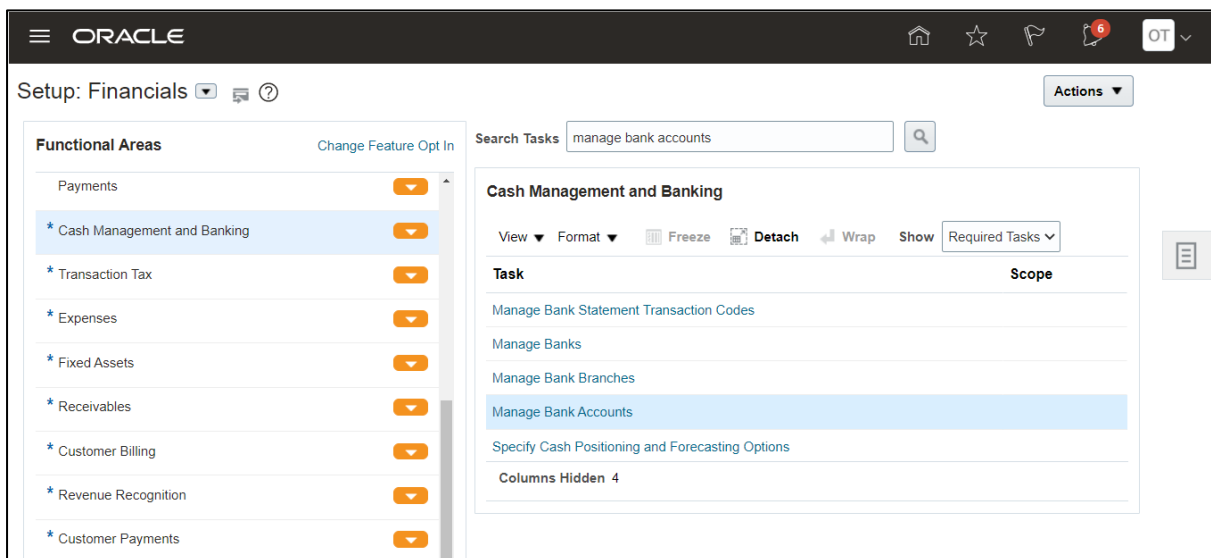 ORACLE
6
OT
Setup: Financials
Actions
Functional Areas
Change Feature Opt In
Payments
* Cash Management and Banking
* Transaction Tax
* Expenses
* Fixed Assets
* Receivables
* Customer Billing
* Revenue Recognition
* Customer Payments
Search Tasks manage bank accounts
Cash Management and Banking
View Format Freeze Detach Wrap Show Required Tasks
Task Scope
Manage Bank Statement Transaction Codes
Manage Banks
Manage Bank Branches
Manage Bank Accounts
Specify Cash Positioning and Forecasting Options
Columns Hidden 4